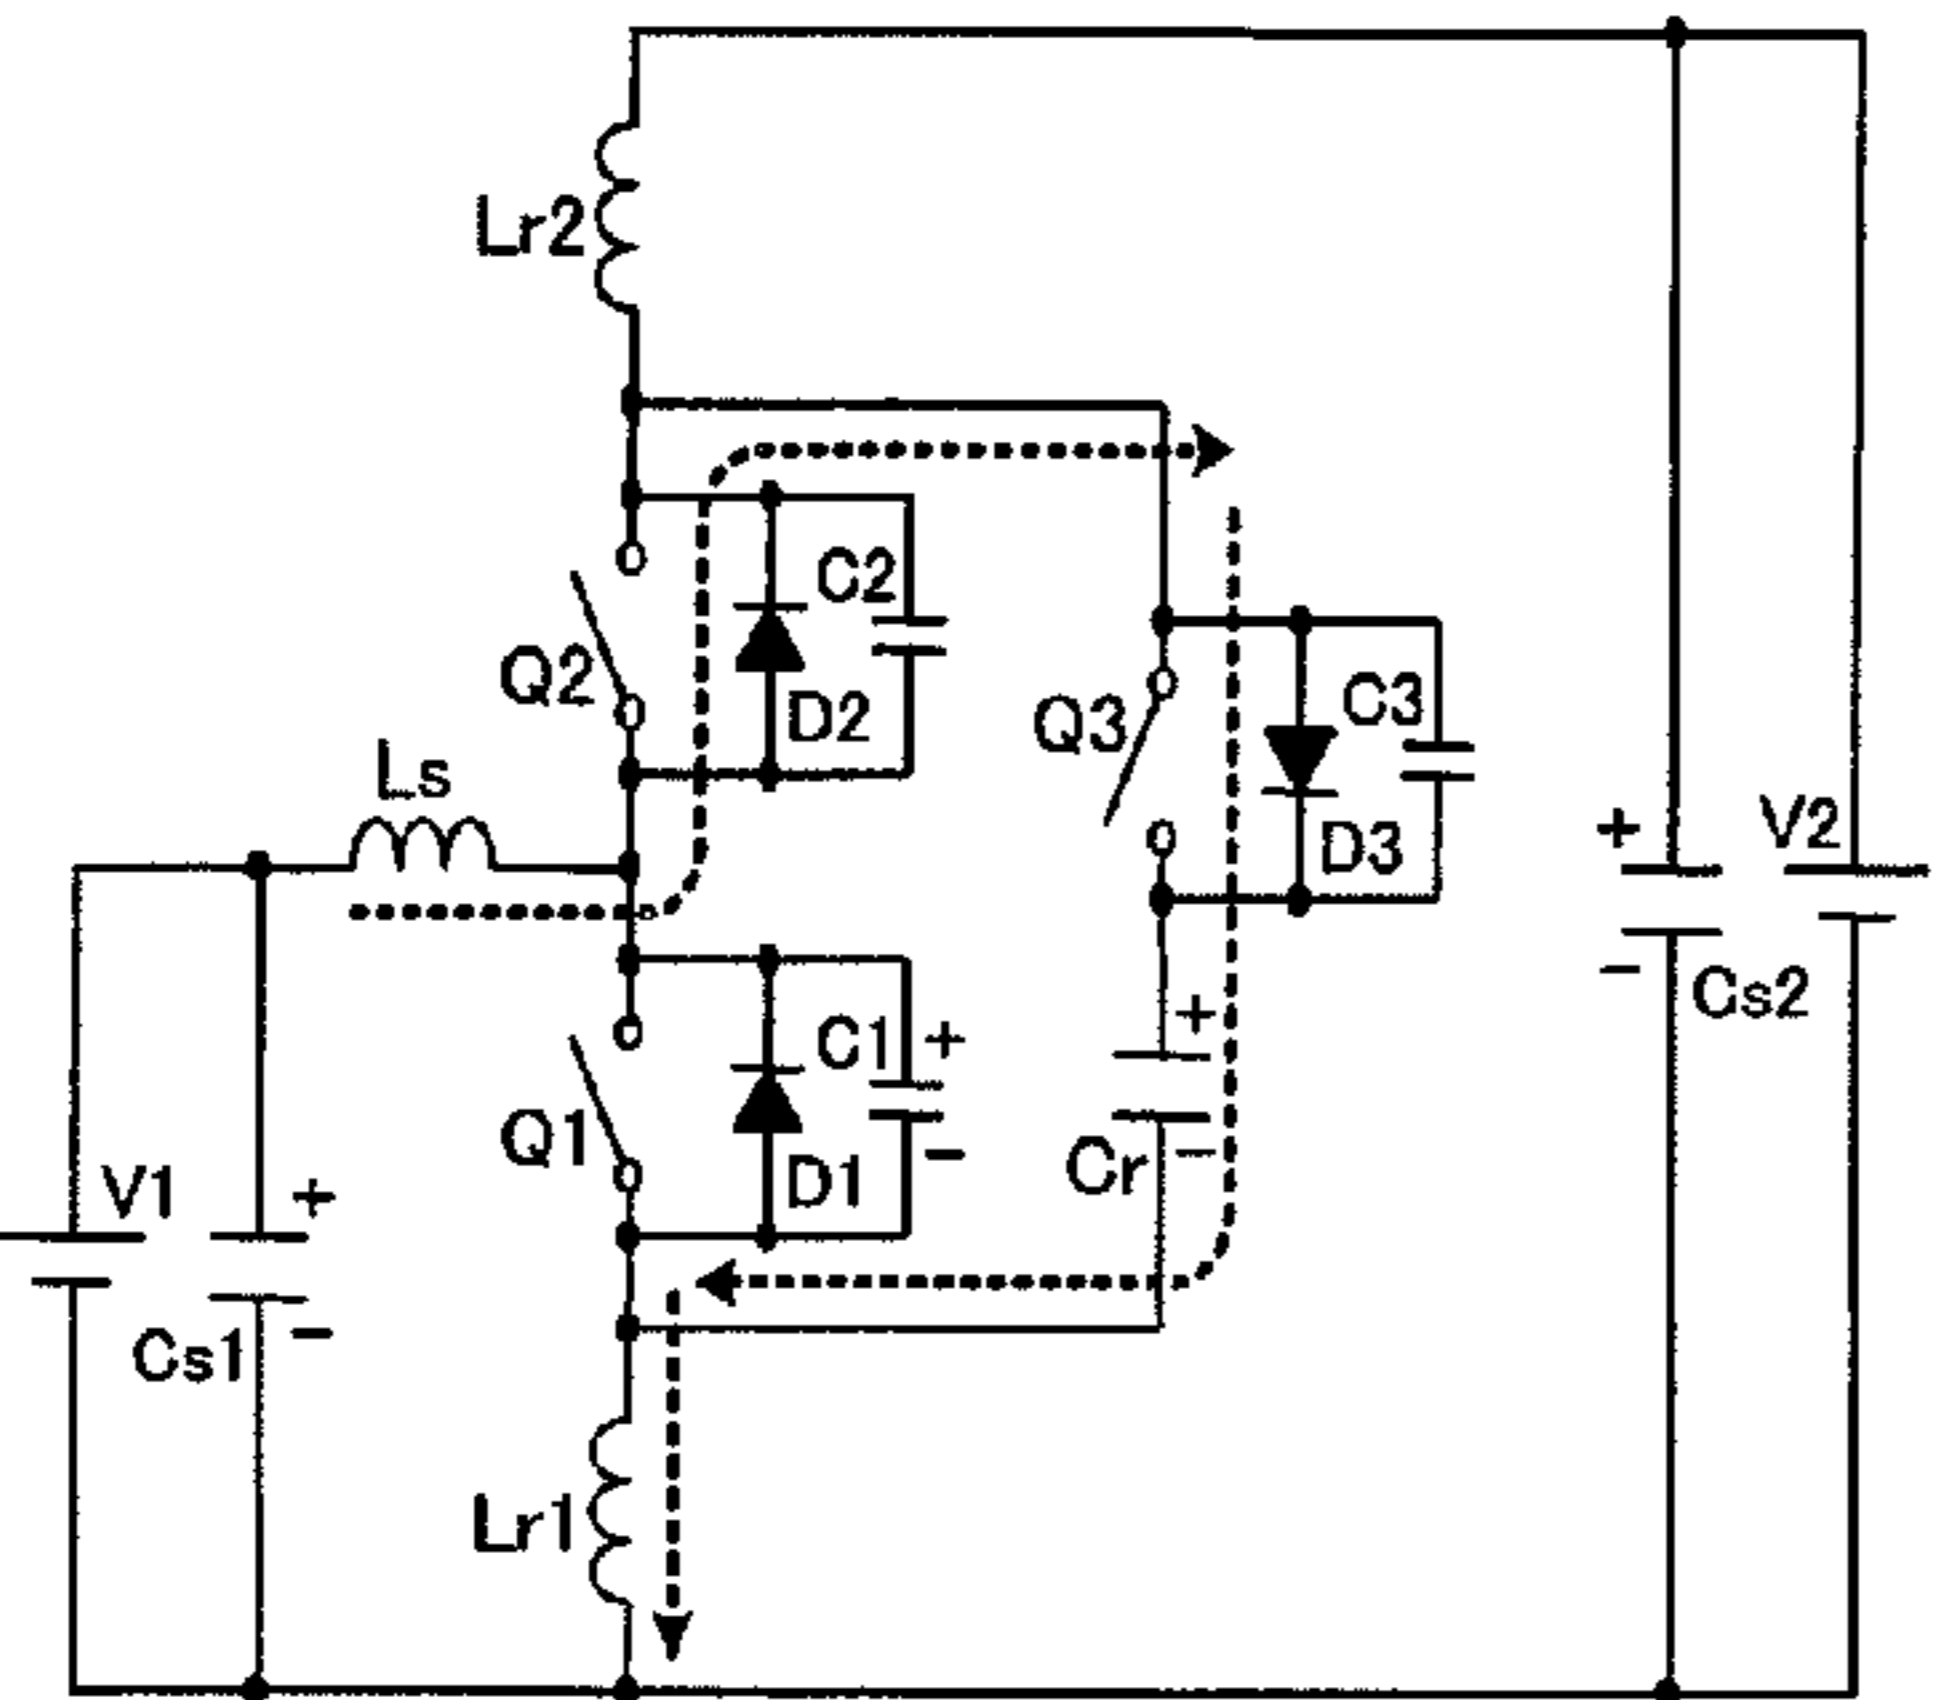 Lr2
C2
Q2
D2
C3
Q3
Ls
D3
+
V2
-
Cs2
C1
+
+
Q1
-
D1
Cr
-
V1
+
Cs1
-
Lr1